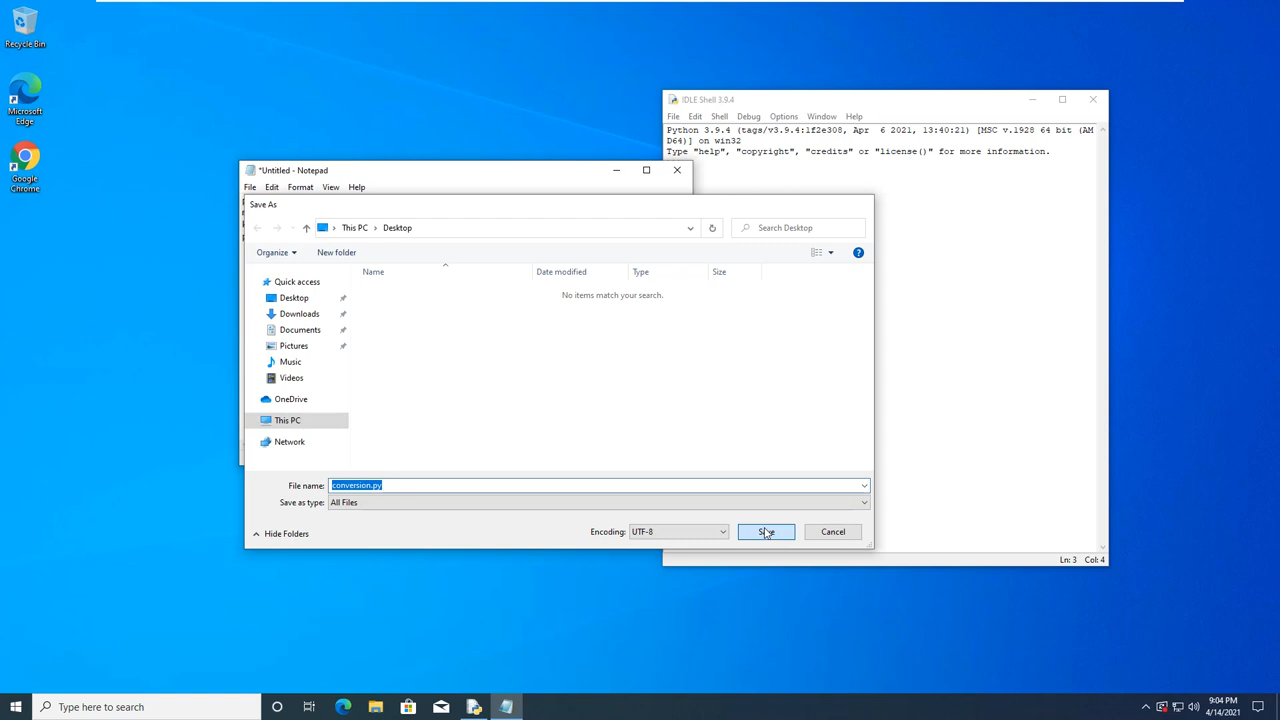 Recycle Bin
Microsoft
Edge
Google
Chrome
IDLE Shell 3.9.4
File Edit Shell Debug Options Window Help
Python 3.9.4 (tags/v3.9.4:1f2e308, Apr  6 2021, 13:40:21) [MSC v.1928 64 bit (AM
D64)] on win32
Type "help", "copyright", "credits" or "license()" for more information.
*Untitled - Notepad
File Edit Format View Help
Save As
This PC > Desktop
Search Desktop
Organize New folder
Name Date modified Type Size
No items match your search.
Quick access
Desktop
Downloads
Documents
Pictures
Music
Videos
OneDrive
This PC
Network
File name: conversion.py
Save as type: All Files
Hide Folders
Encoding: UTF-8 Save Cancel
Ln: 3 Col: 4
Type here to search
9:04 PM
4/14/2021